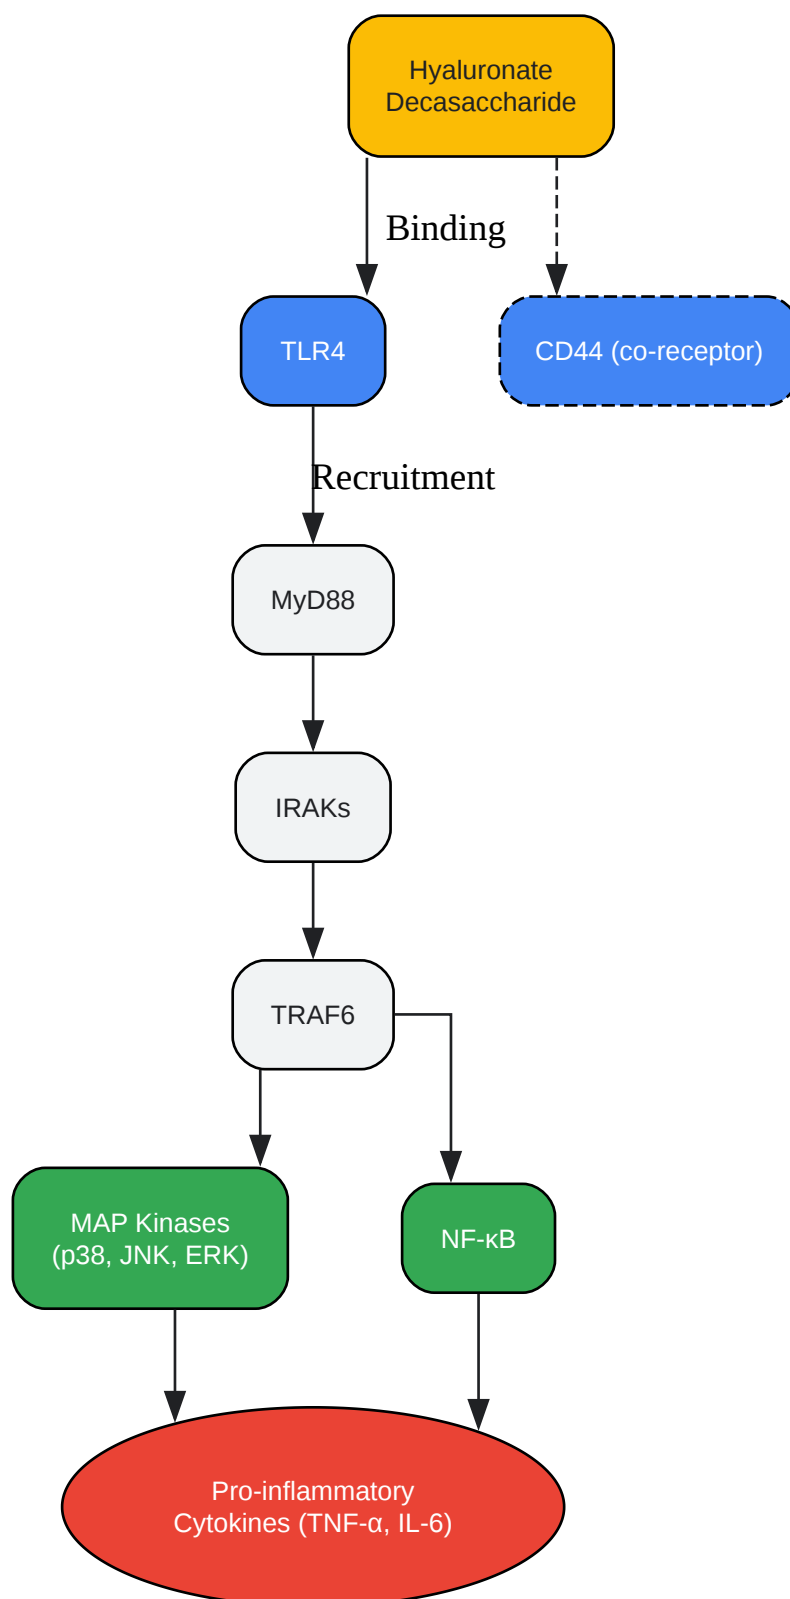 Hyaluronate
Decasaccharide
Binding
TLR4
CD44 (co-receptor)
Recruitment
MyD88
IRAKs
TRAF6
MAP Kinases
(p38, JNK, ERK)
NF-κB
Pro-inflammatory
Cytokines (TNF-α, IL-6)